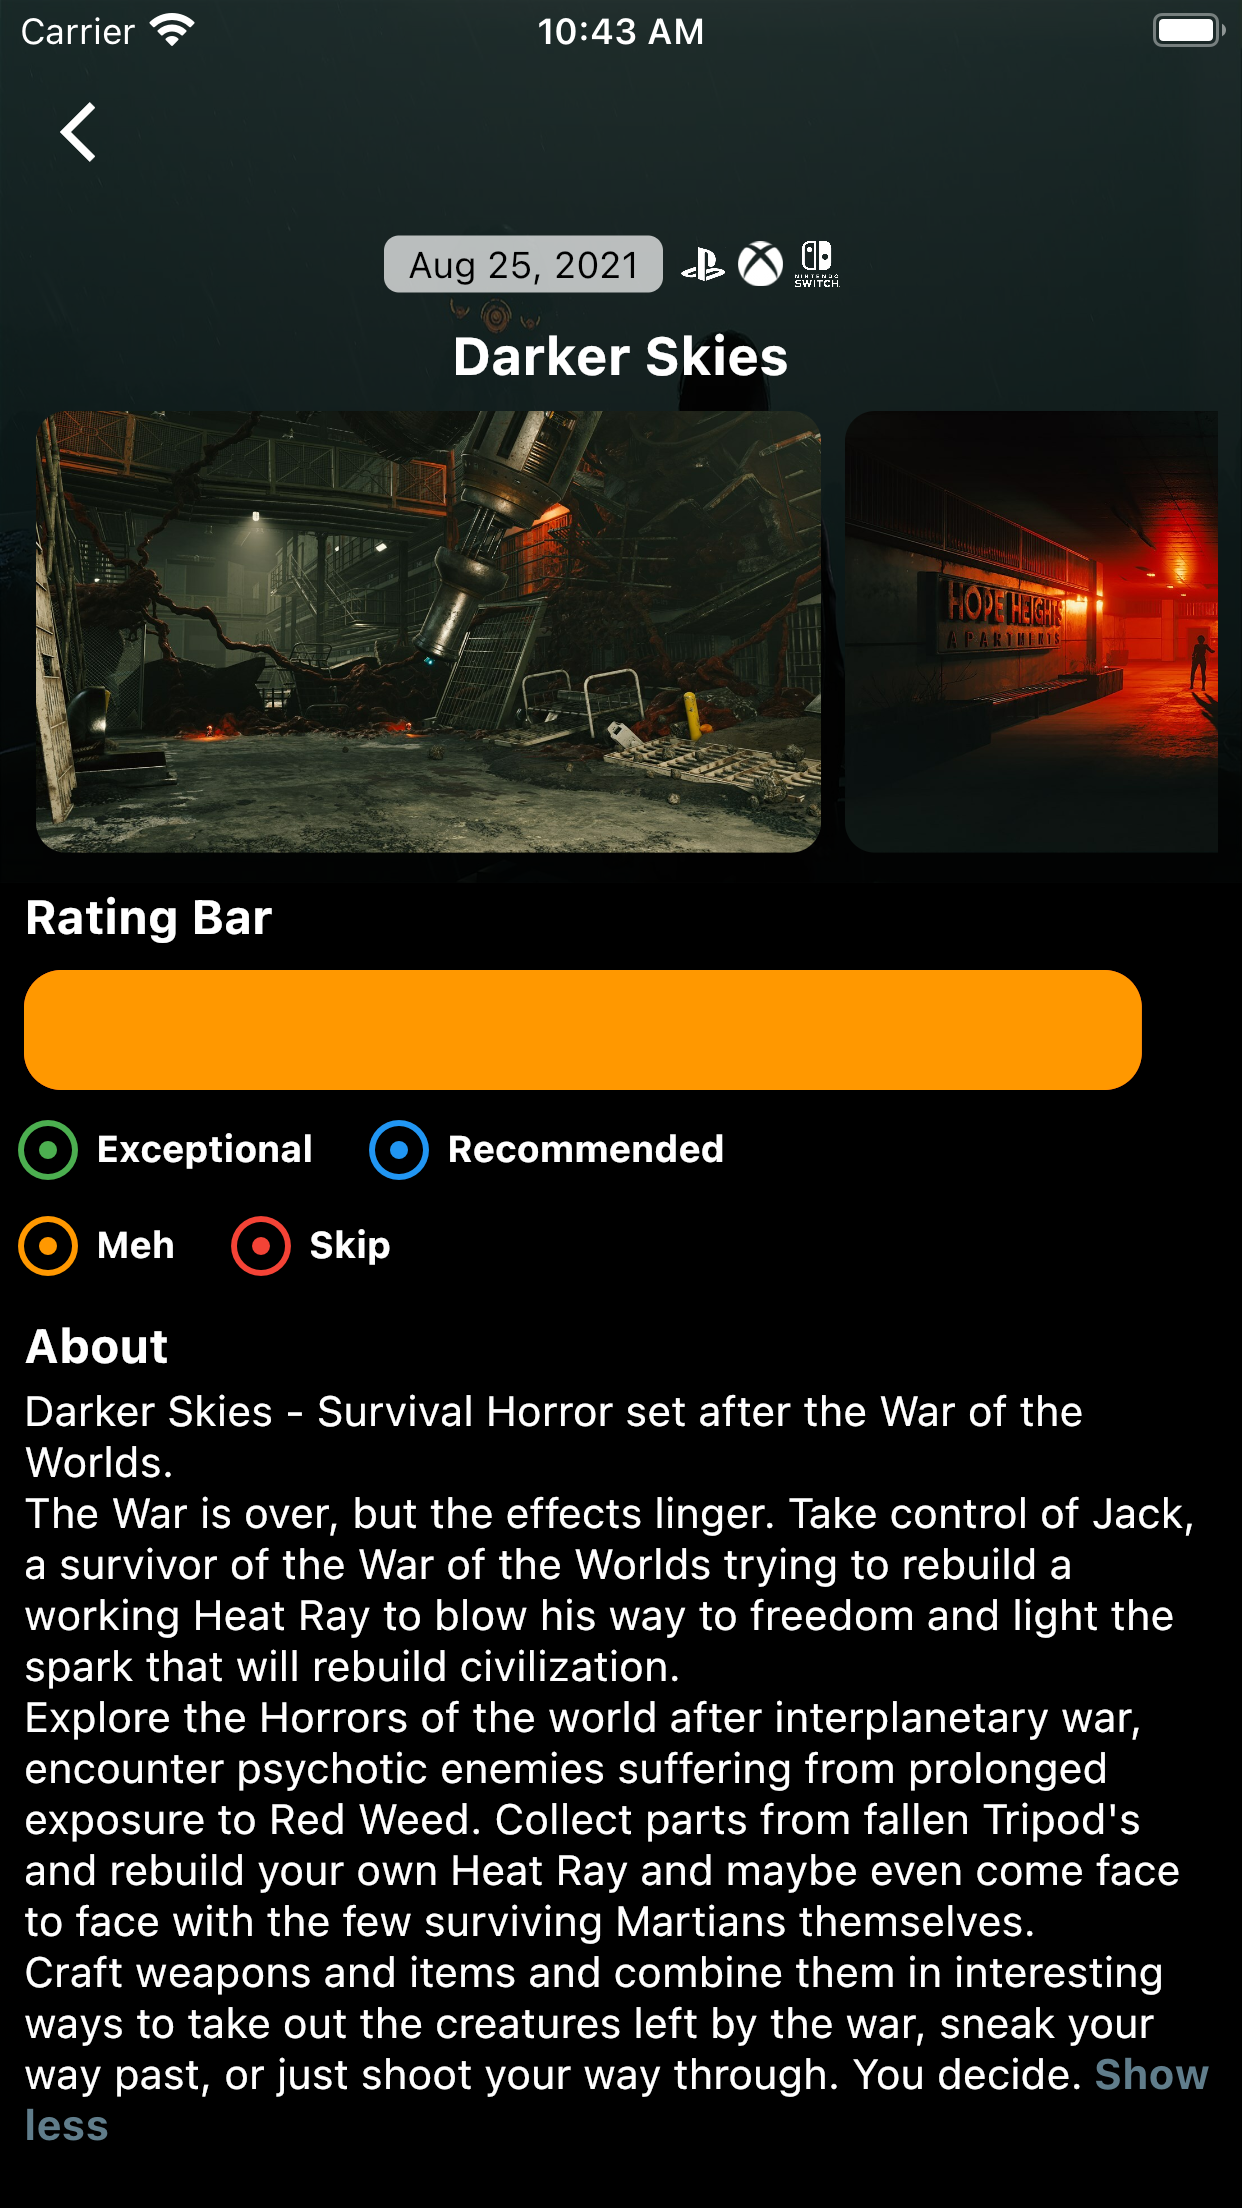 Carrier
10:43 AM
Aug 25, 2021
NINTENDO
SWITCH
Darker Skies
HOPE HEIGHTS
APARTMENTS
Rating Bar
Exceptional
Recommended
Meh
Skip
About
Darker Skies - Survival Horror set after the War of the
Worlds.
The War is over, but the effects linger. Take control of Jack,
a survivor of the War of the Worlds trying to rebuild a
working Heat Ray to blow his way to freedom and light the
spark that will rebuild civilization.
Explore the Horrors of the world after interplanetary war,
encounter psychotic enemies suffering from prolonged
exposure to Red Weed. Collect parts from fallen Tripod's
and rebuild your own Heat Ray and maybe even come face
to face with the few surviving Martians themselves.
Craft weapons and items and combine them in interesting
ways to take out the creatures left by the war, sneak your
way past, or just shoot your way through. You decide. Show
less